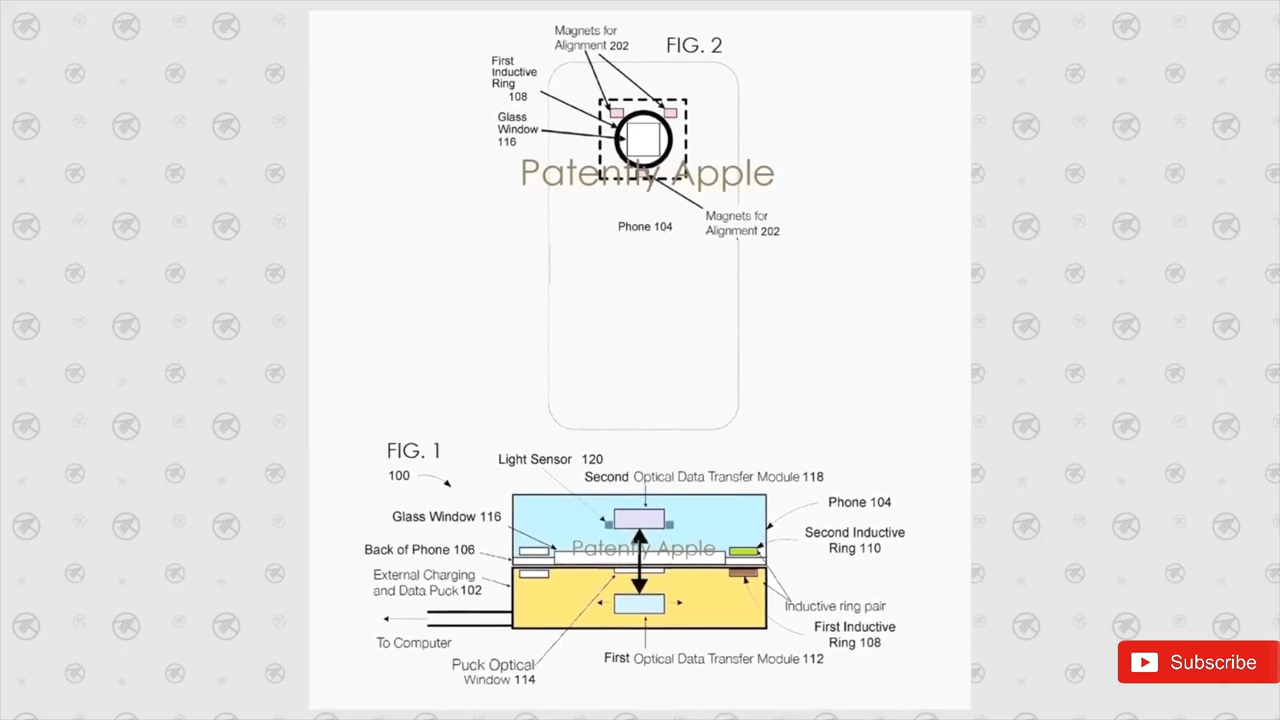 Magnets for
Alignment 202
FIG. 2
First
Inductive
Ring
108
Glass
Window
116
Patently Apple
Magnets for
Alignment 202
Phone 104
FIG. 1
100
Light Sensor 120
Second Optical Data Transfer Module 118
Phone 104
Glass Window 116
Second Inductive
Ring 110
Back of Phone 106
Patently Apple
External Charging
and Data Puck 102
Inductive ring pair
To Computer
First Inductive
Ring 108
Puck Optical
Window 114
First Optical Data Transfer Module 112
Subscribe